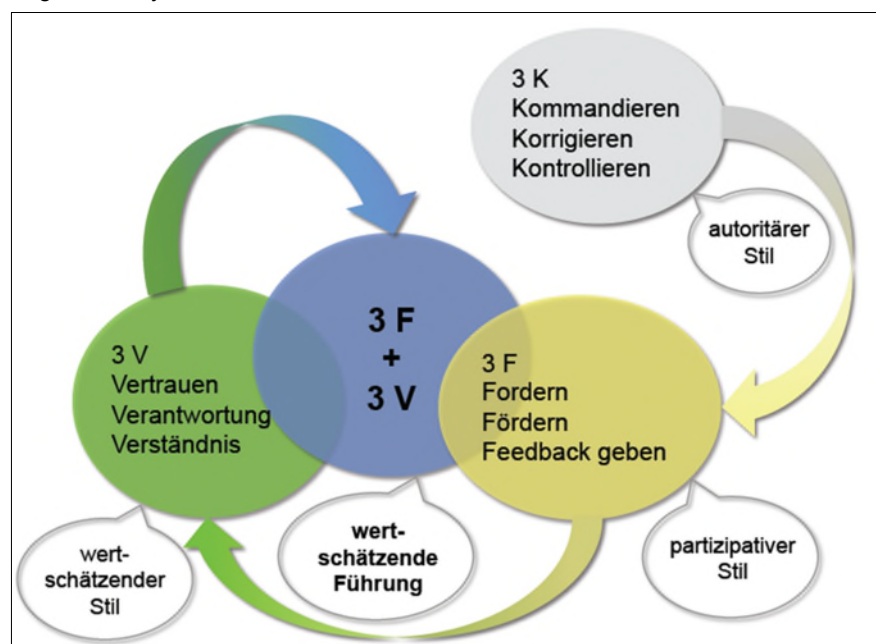 3 K
Kommandieren
Korrigieren
Kontrollieren
autoritärer
Stil
3 F
+
3 V
3 V
Vertrauen
Verantwortung
Verständnis
3 F
Fordern
Fördern
Feedback geben
wert-
schätzender
Stil
wert-
schätzende
Führung
partizipativer
Stil